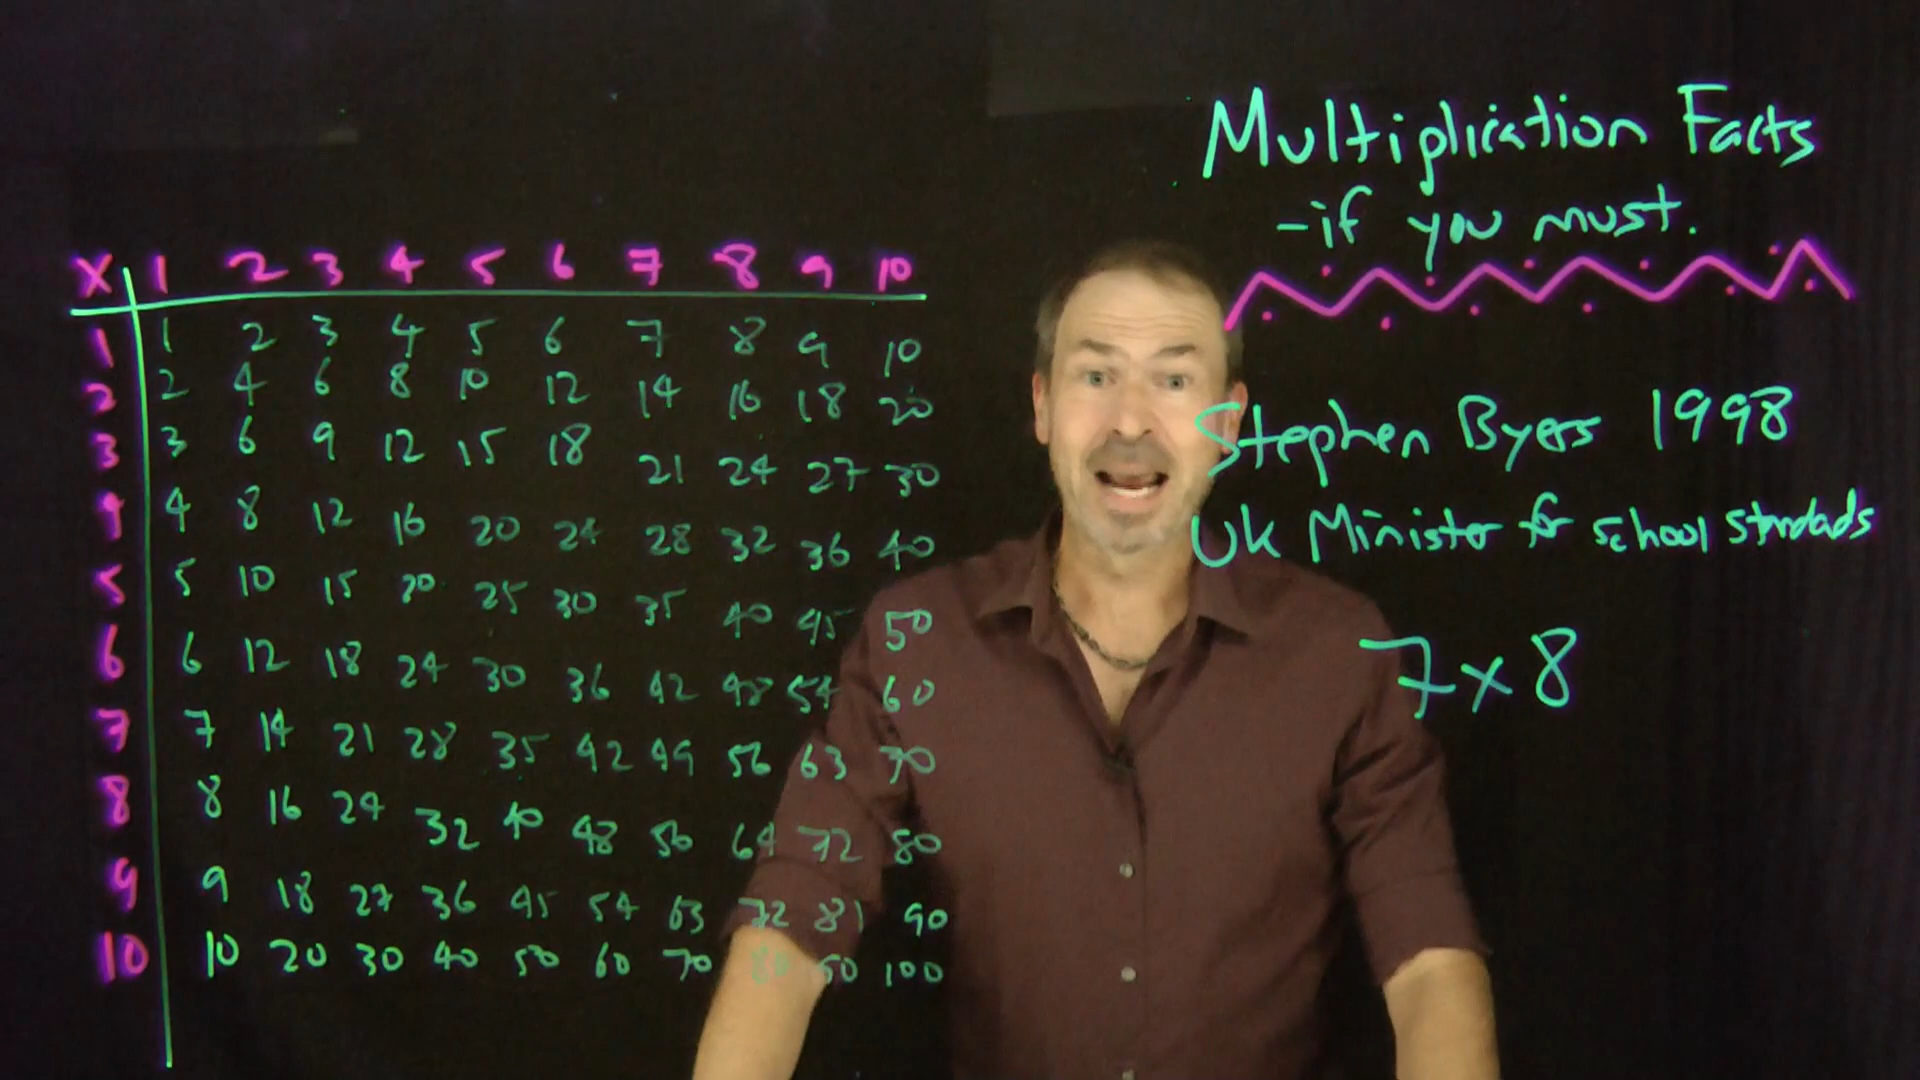 Multiplication Facts
-if you must.
Stephen Byers 1998
UK Minister for school standads
7x8
X 1 2 3 4 5 6 7 8 9 10
1 1 2 3 4 5 6 7 8 9 10
2 2 4 6 8 10 12 14 16 18 20
3 3 6 9 12 15 18 21 24 27 30
4 4 8 12 16 20 24 28 32 36 40
5 5 10 15 20 25 30 35 40 45 50
6 6 12 18 24 30 36 42 48 54 60
7 7 14 21 28 35 42 49 56 63 70
8 8 16 24 32 40 48 56 64 72 80
9 9 18 27 36 45 54 63 72 81 90
10 10 20 30 40 50 60 70 80 90 100